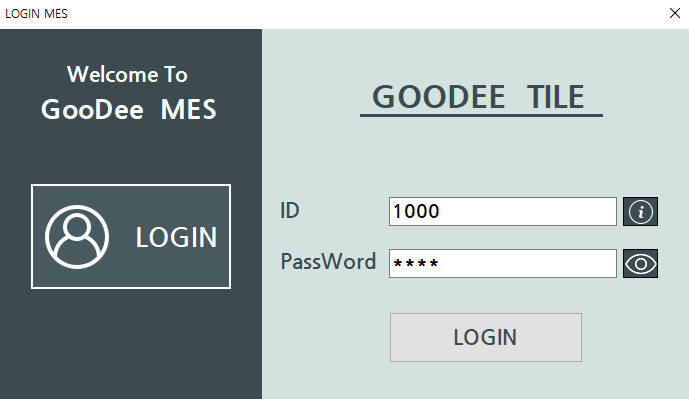 LOGIN MES
Welcome To
GooDee MES
LOGIN
GOODEE TILE
ID
1000
i
PassWord
****
LOGIN